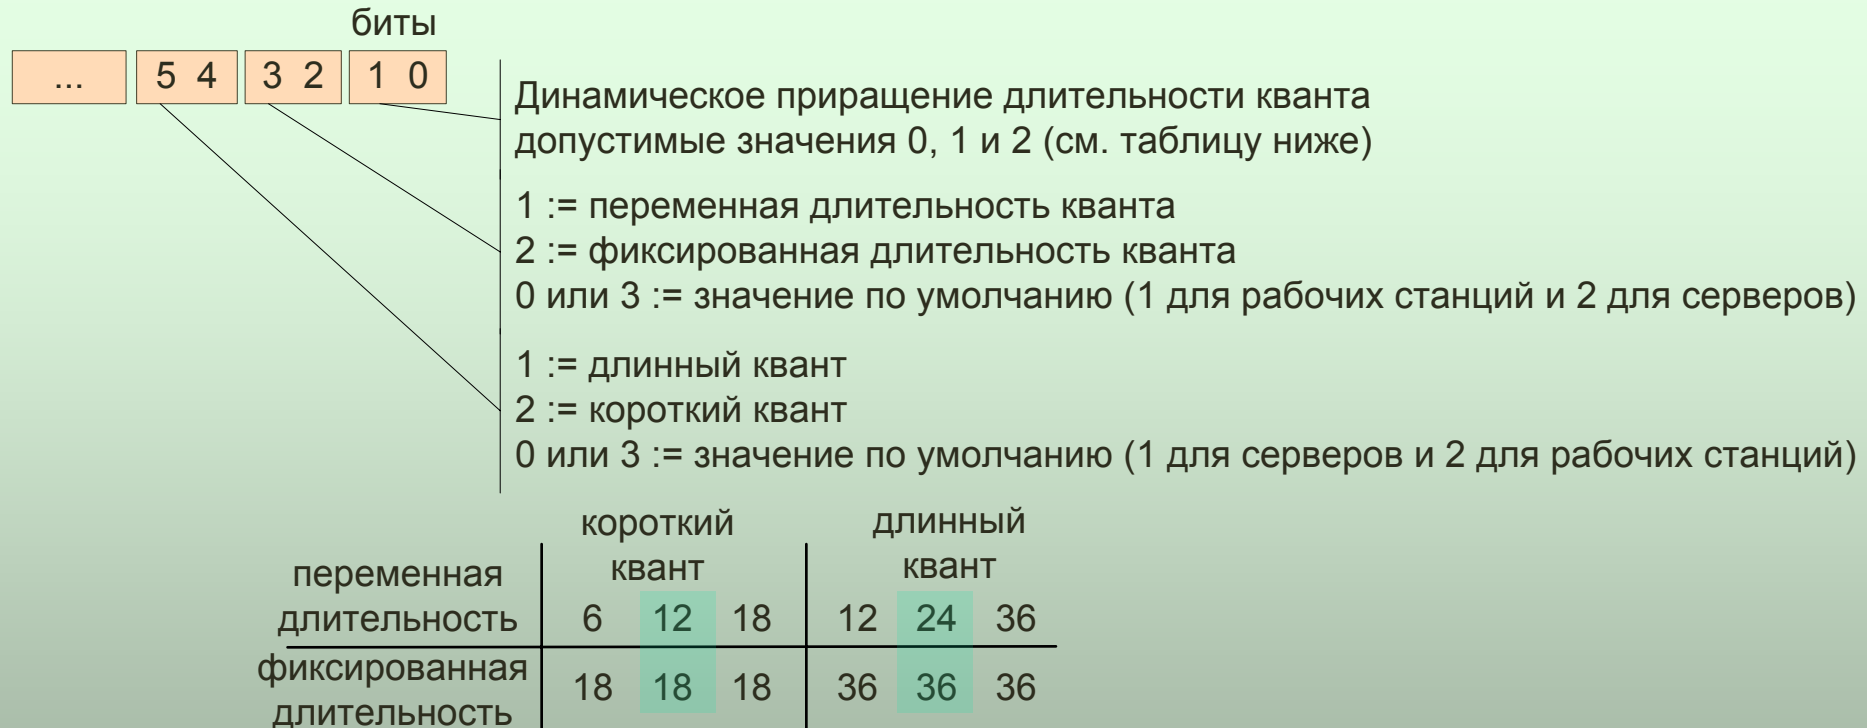 биты
... 5 4 3 2 1 0
Динамическое приращение длительности кванта
допустимые значения 0, 1 и 2 (см. таблицу ниже)
1 := переменная длительность кванта
2 := фиксированная длительность кванта
0 или 3 := значение по умолчанию (1 для рабочих станций и 2 для серверов)
1 := длинный квант
2 := короткий квант
0 или 3 := значение по умолчанию (1 для серверов и 2 для рабочих станций)
короткий
квант
длинный
квант
переменная
длительность
6 12 18 12 24 36
фиксированная
длительность
18 18 18 36 36 36